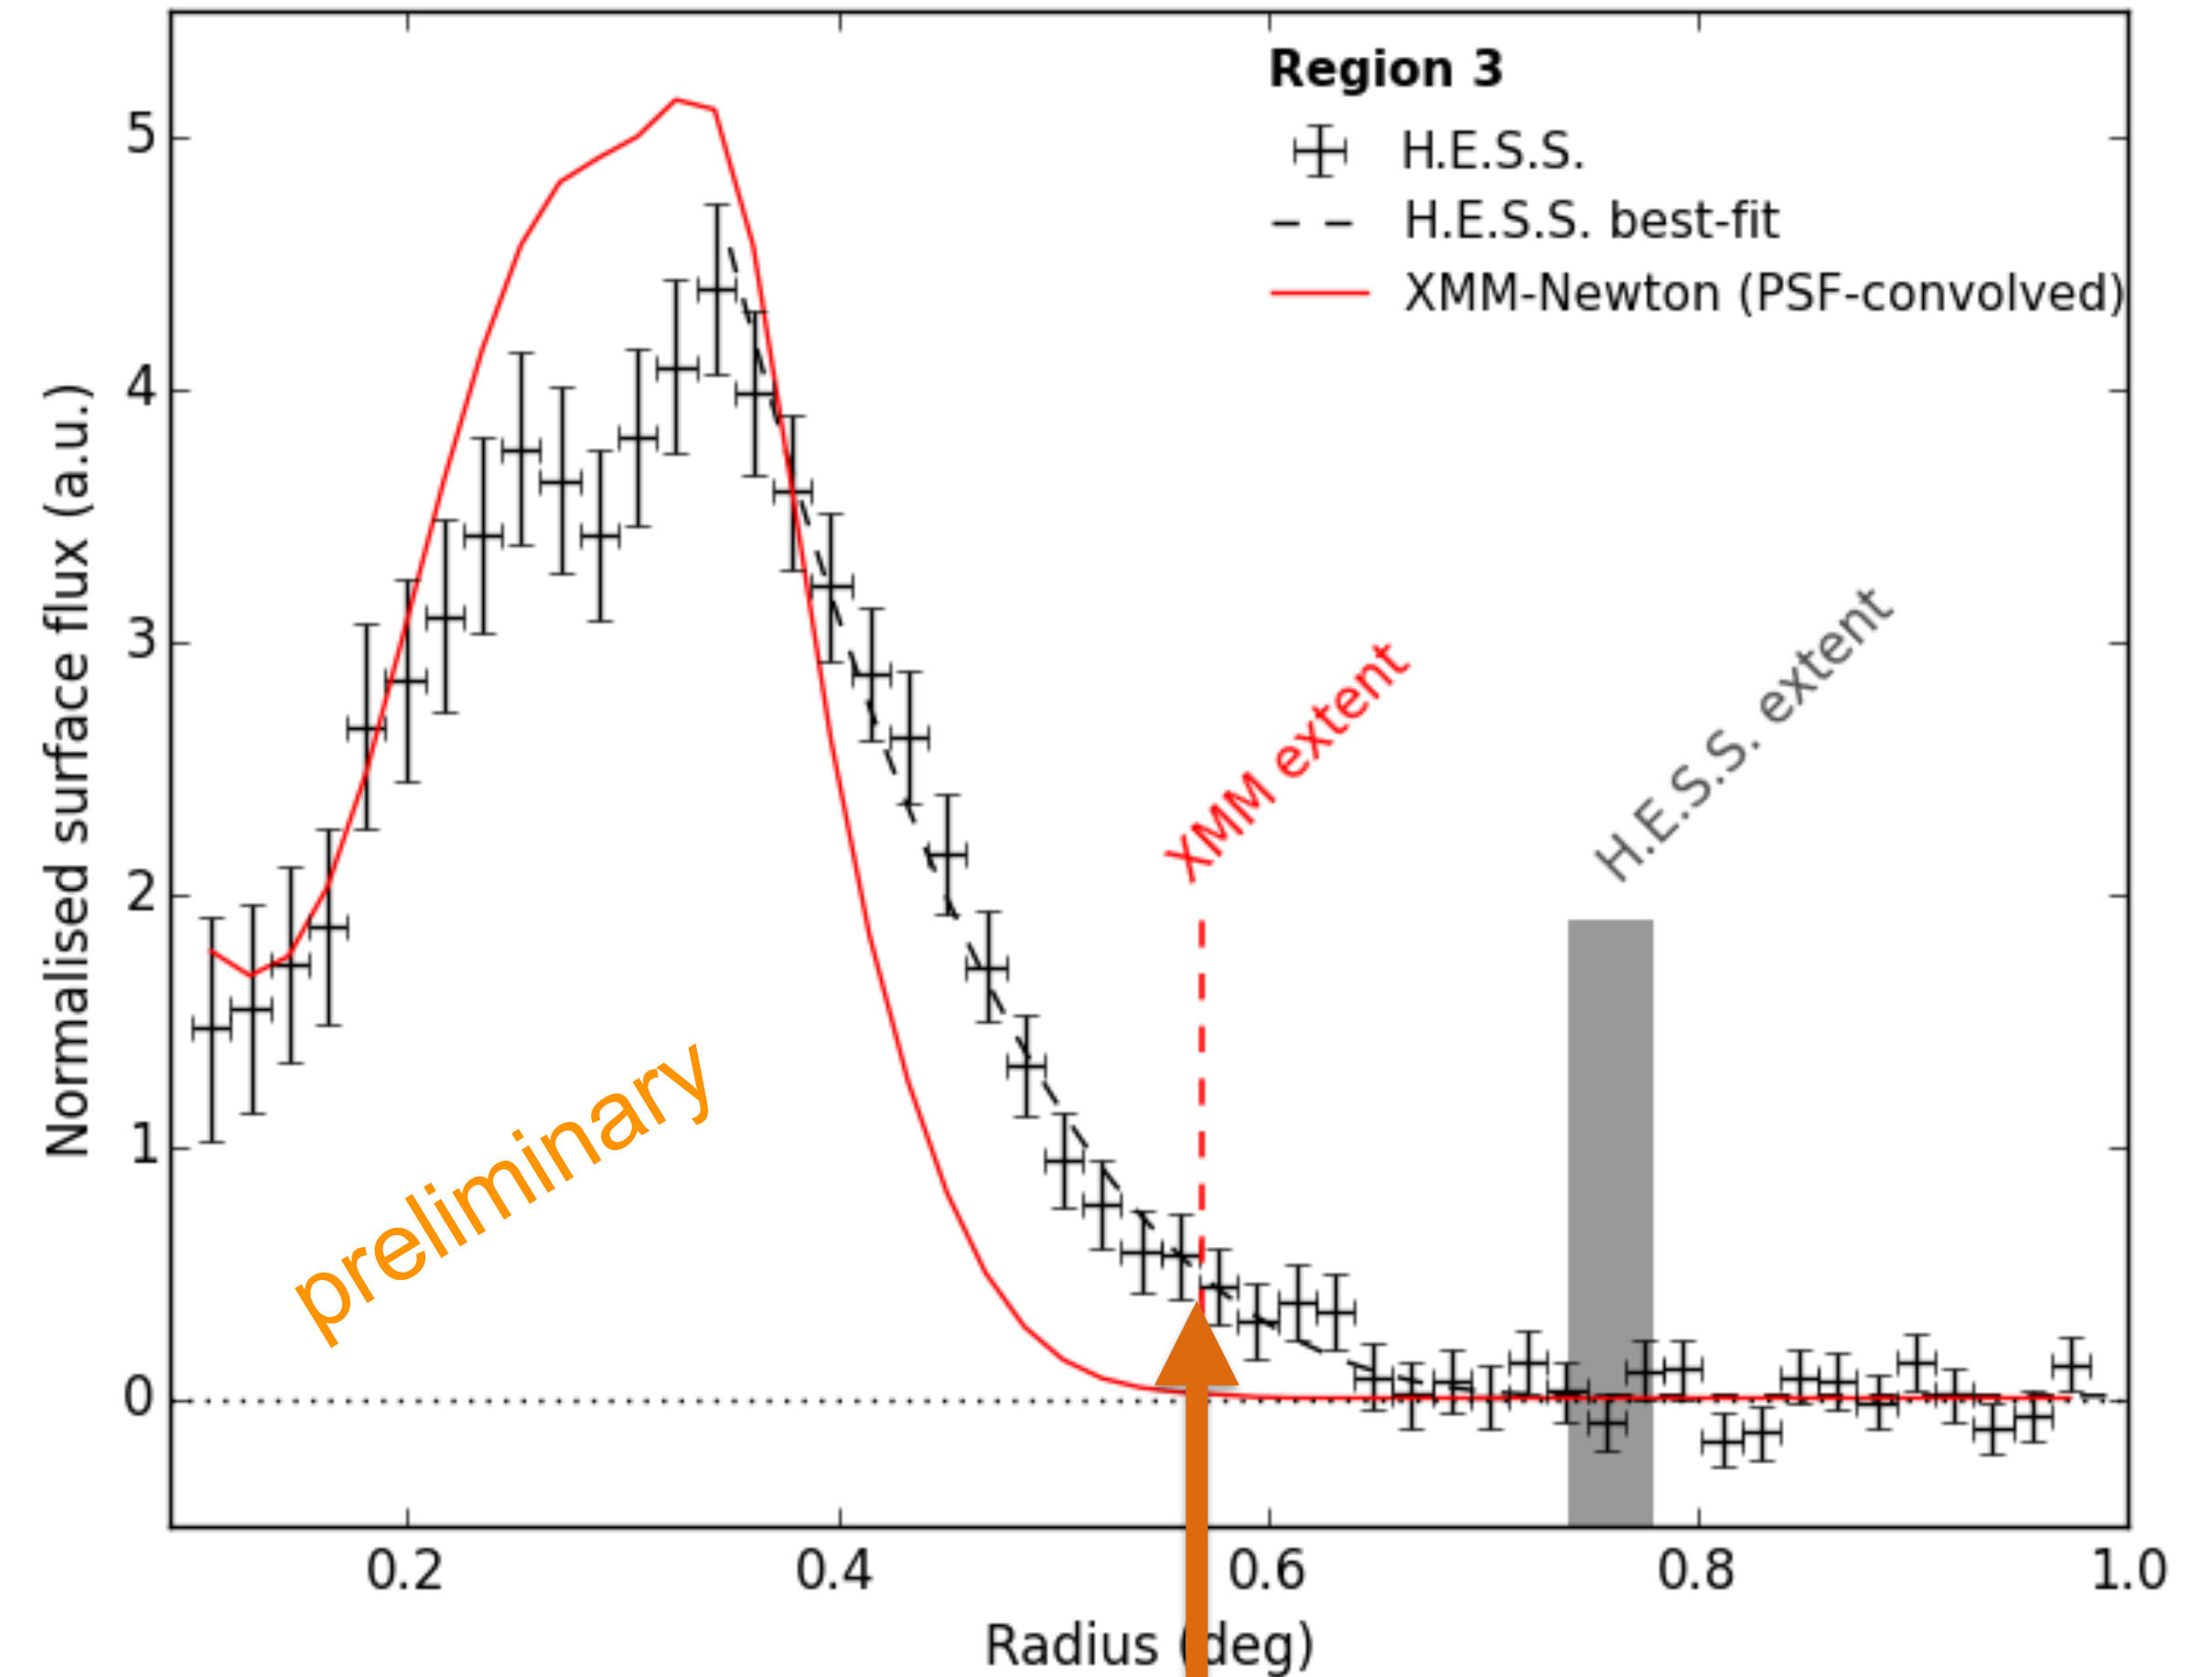 Region 3
H.E.S.S.
H.E.S.S. best-fit
XMM-Newton (PSF-convolved)
5
4
3
2
1
0
Normalised surface flux (a.u.)
XMM extent
H.E.S.S. extent
preliminary
0.2 0.4 0.6 0.8 1.0
Radius (deg)